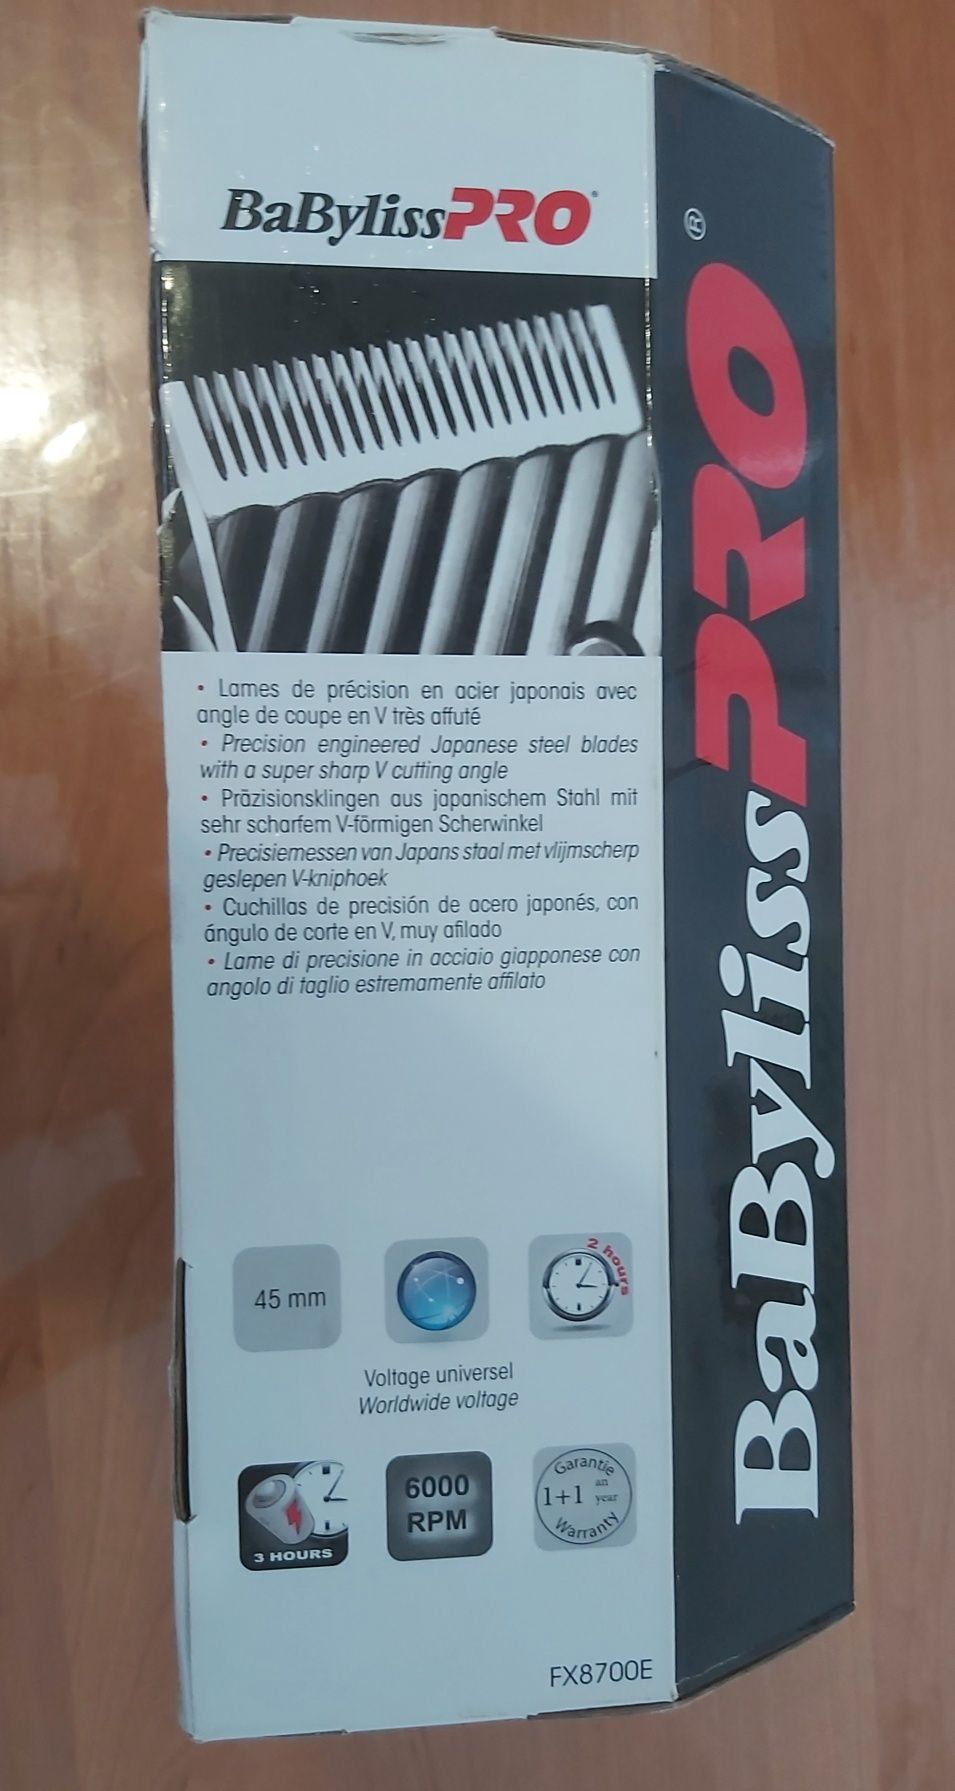 BaBylissPRO®
• Lames de précision en acier japonais avec
angle de coupe en V très affuté
• Precision engineered Japanese steel blades
with a super sharp V cutting angle
• Präzisionsklingen aus japanischem Stahl mit
sehr scharfem V-förmigen Scherwinkel
• Precisiemessen van Japans staal met vlijmscherp
geslepen V-kniphoek
• Cuchillas de precisión de acero japonés, con
ángulo de corte en V, muy afilado
• Lame di precisione in acciaio giapponese con
angolo di taglio estremamente affilato
45 mm
2 hours
Voltage universel
Worldwide voltage
3 HOURS
6000
RPM
Garantie
1+1 an year
Warranty
FX8700E
BaBylissPRO®